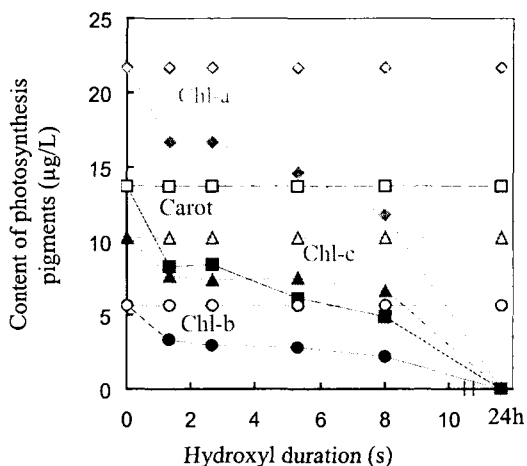 Content of photosynthesis
pigments (μg/L)
25
20
15
10
5
0
Chl-a
Carot
Chl-c
Chl-b
0 2 4 6 8 10 24h
Hydroxyl duration (s)